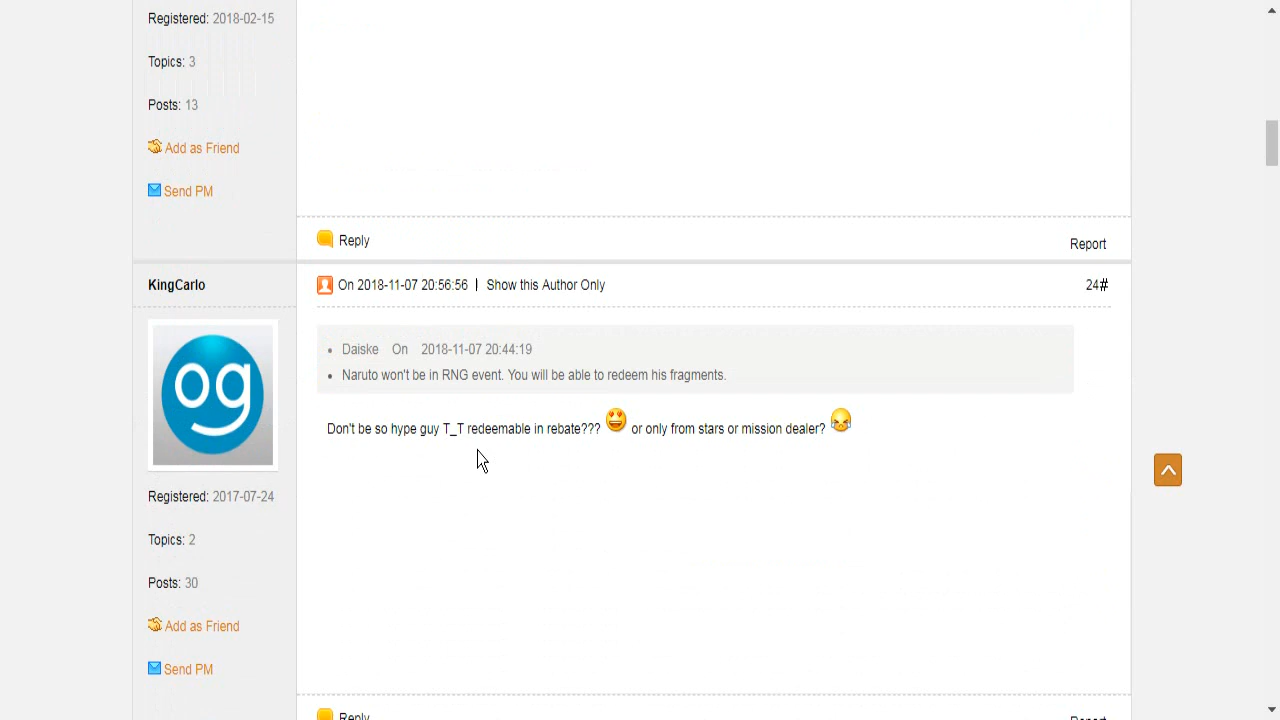 Registered: 2018-02-15
Topics: 3
Posts: 13
Add as Friend
Send PM
Reply
Report
KingCarlo
On 2018-11-07 20:56:56 | Show this Author Only
24#
Daiske On 2018-11-07 20:44:19
Naruto won't be in RNG event. You will be able to redeem his fragments.
Don't be so hype guy T_T redeemable in rebate??? or only from stars or mission dealer?
og
Registered: 2017-07-24
Topics: 2
Posts: 30
Add as Friend
Send PM
Reply
Report